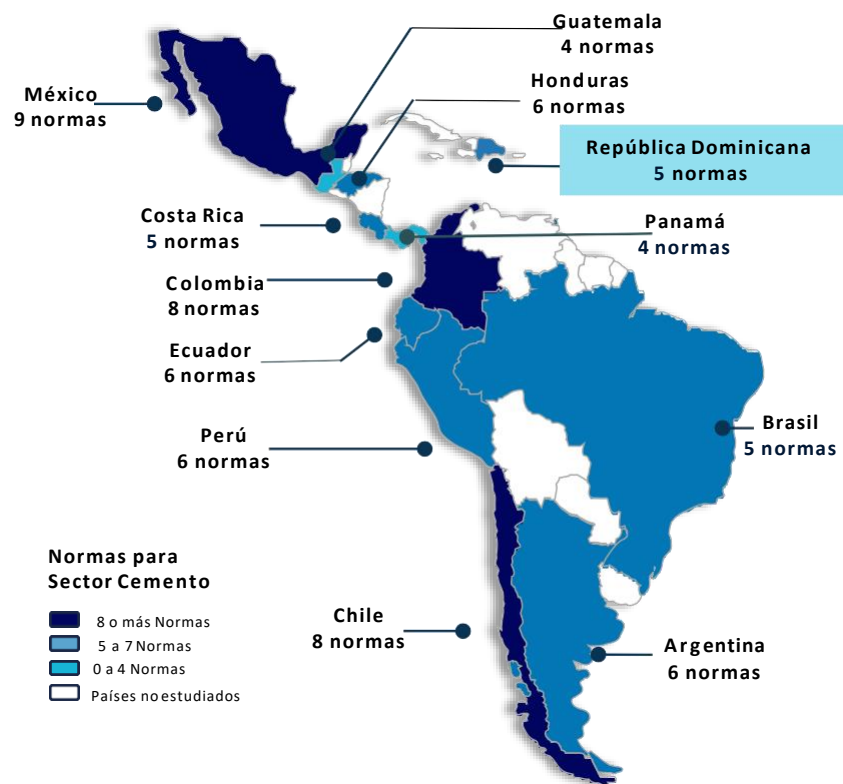 Guatemala
4 normas
México
9 normas
Honduras
6 normas
República Dominicana
5 normas
Costa Rica
5 normas
Panamá
4 normas
Colombia
8 normas
Ecuador
6 normas
Perú
6 normas
Brasil
5 normas
Normas para
Sector Cemento
8 o más Normas
5 a 7 Normas
0 a 4 Normas
Países no estudiados
Chile
8 normas
Argentina
6 normas